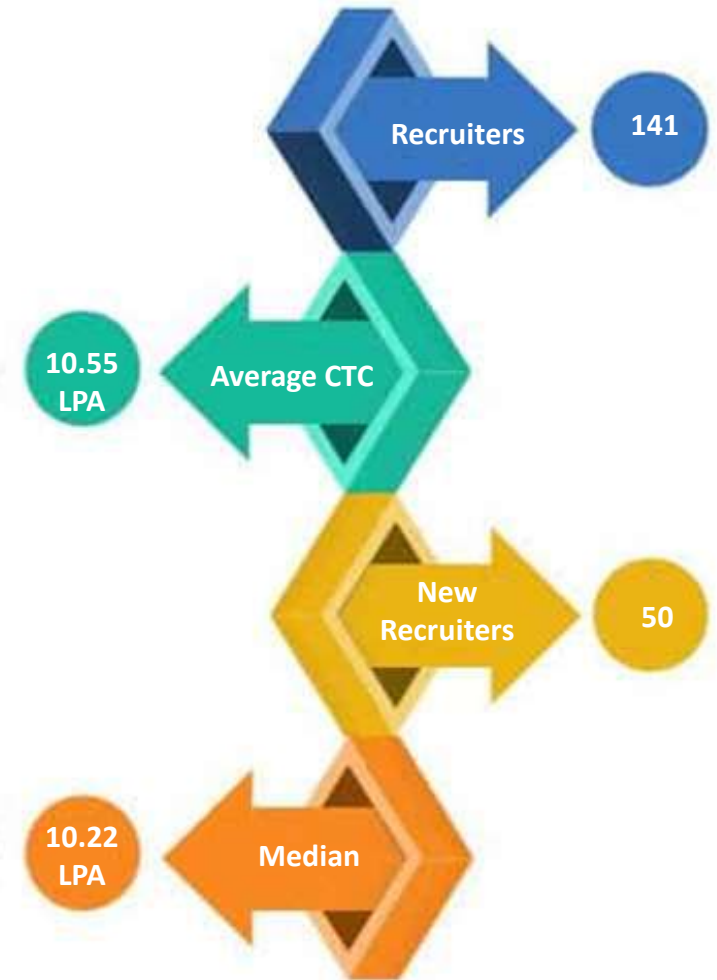 Recruiters
141
10.55
LPA
Average CTC
New
Recruiters
50
10.22
LPA
Median